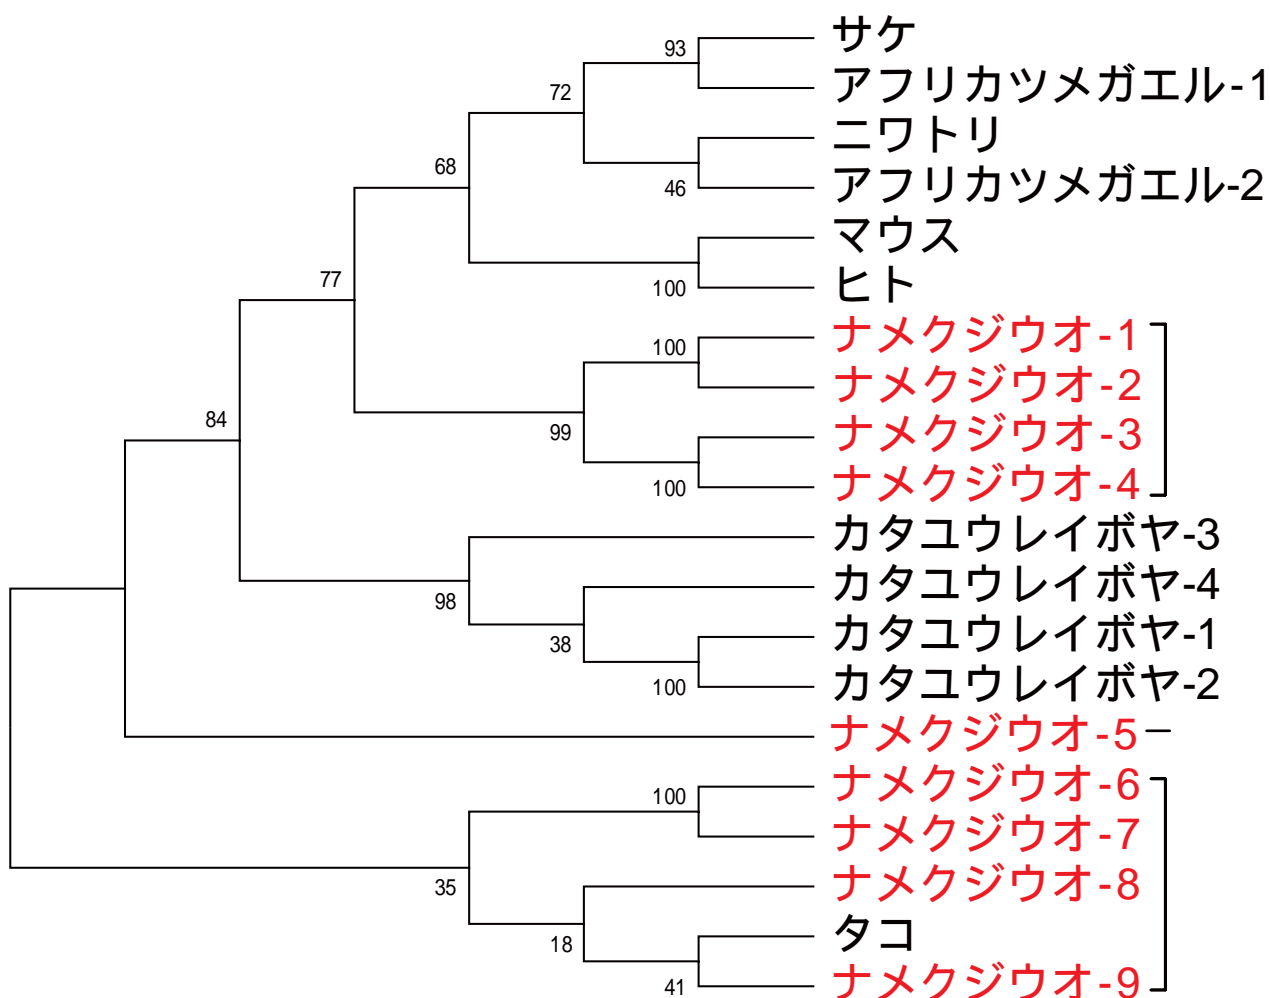 サケ
93
アフリカツメガエル-1
72
ニワトリ
68
アフリカツメガエル-2
46
マウス
77
ヒト
100
ナメクジウオ-1
100
ナメクジウオ-2
84
ナメクジウオ-3
99
ナメクジウオ-4
100
カタユウレイボヤ-3
カタユウレイボヤ-4
98
カタユウレイボヤ-1
38
カタユウレイボヤ-2
100
ナメクジウオ-5
ナメクジウオ-6
100
ナメクジウオ-7
ナメクジウオ-8
35
タコ
18
ナメクジウオ-9
41